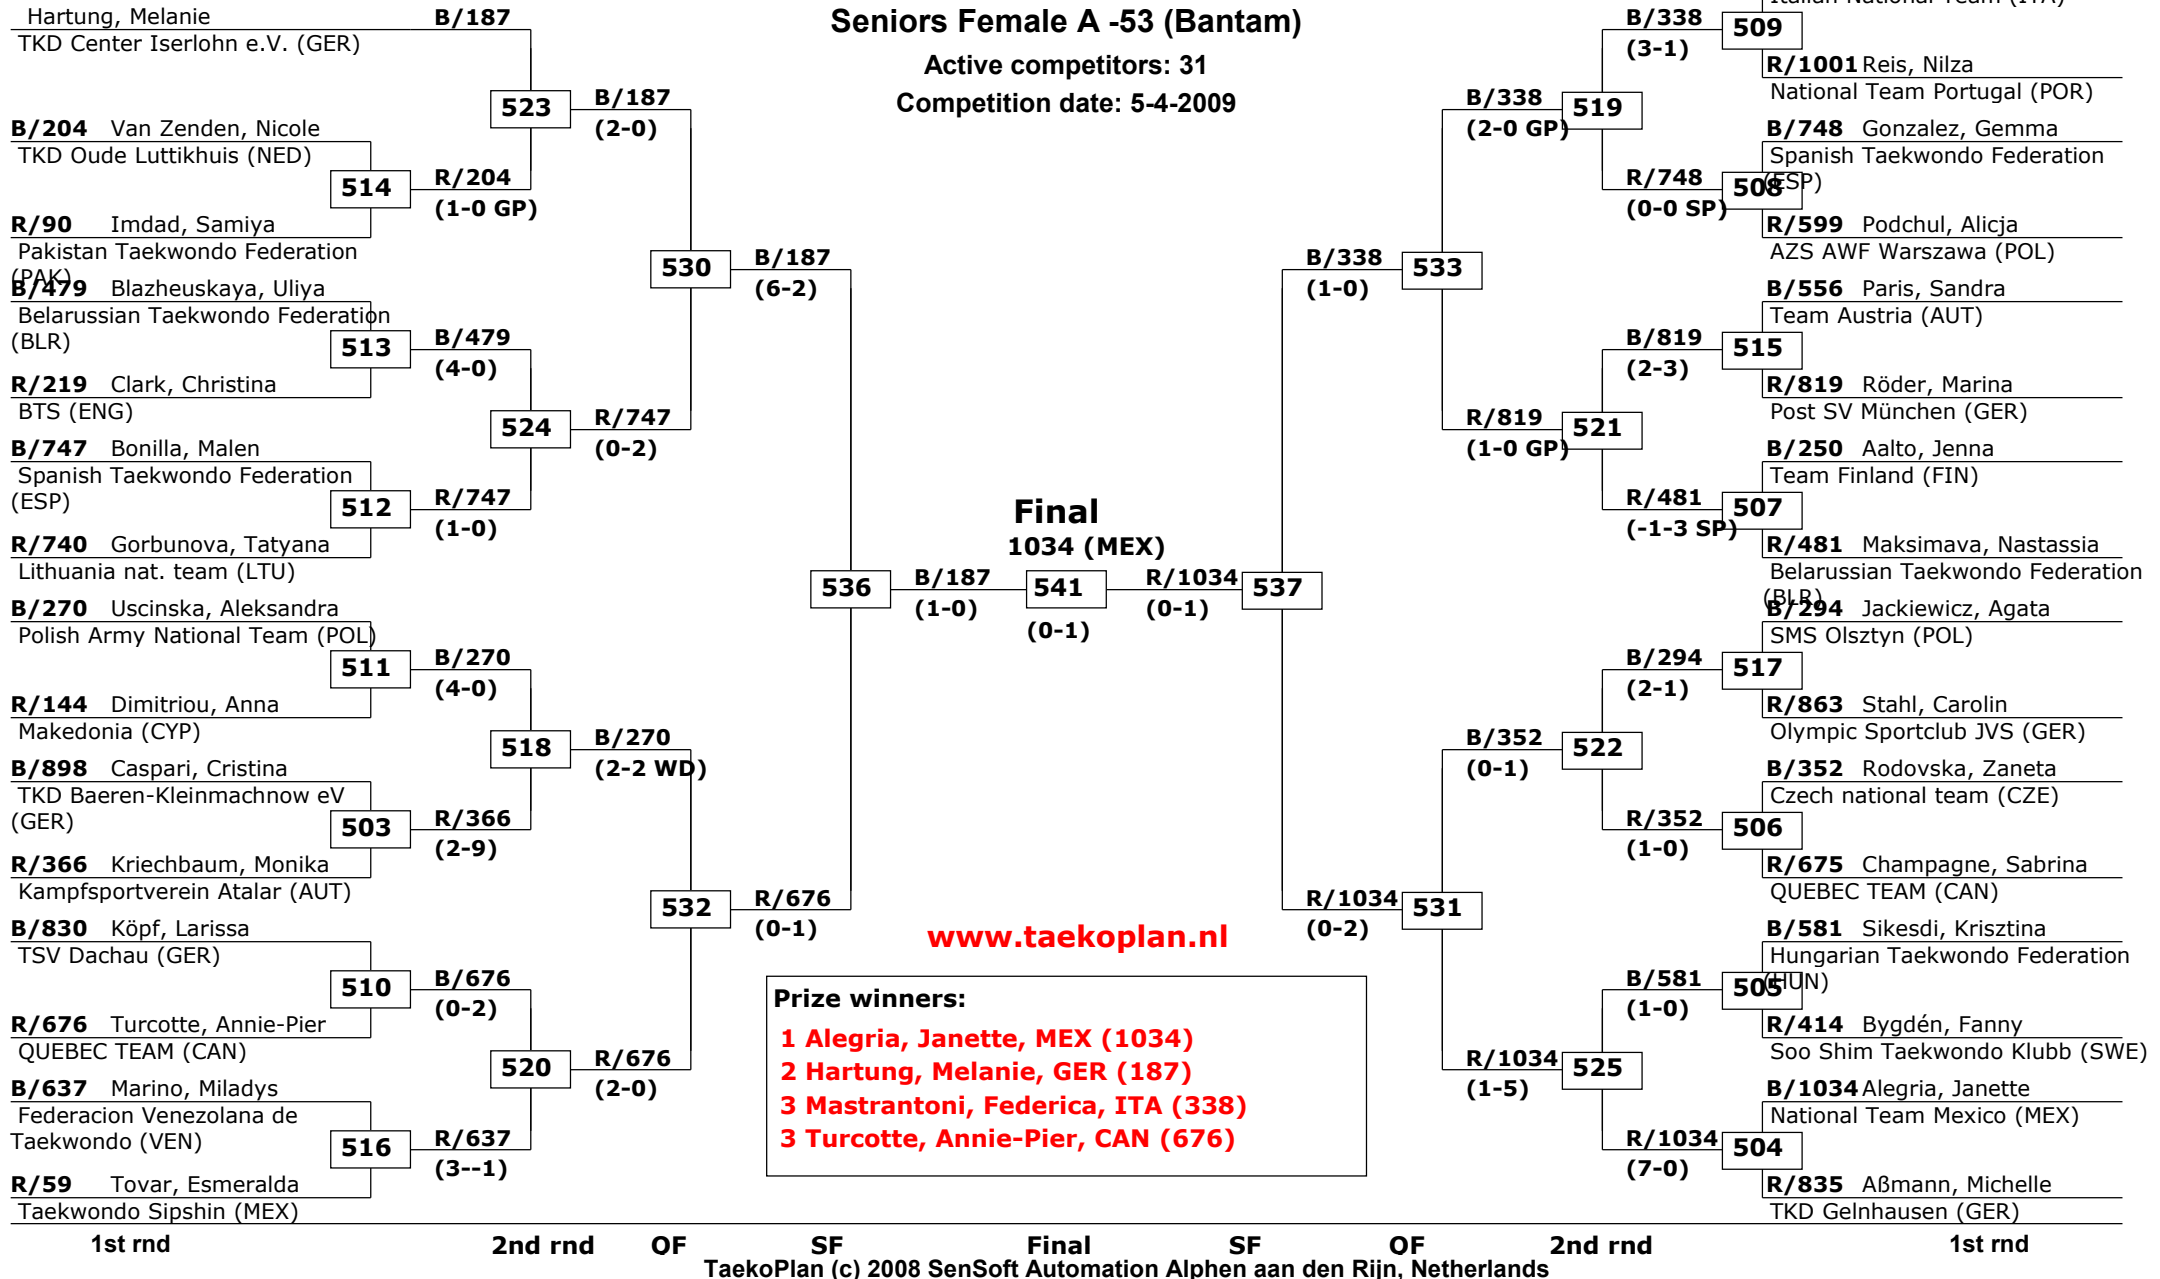 Seniors Female A -53 (Bantam)
Active competitors: 31
Competition date: 5-4-2009
Hartung, Melanie
TKD Center Iserlohn e.V. (GER)
B/204 Van Zenden, Nicole
TKD Oude Luttikhuis (NED)
R/90 Imdad, Samiya
Pakistan Taekwondo Federation
(PAK)
B/479 Blazheuskaya, Uliya
Belarussian Taekwondo Federation
(BLR)
R/219 Clark, Christina
BTS (ENG)
B/747 Bonilla, Malen
Spanish Taekwondo Federation
(ESP)
R/740 Gorbunova, Tatyana
Lithuania nat. team (LTU)
B/270 Uscinska, Aleksandra
Polish Army National Team (POL)
R/144 Dimitriou, Anna
Makedonia (CYP)
B/898 Caspari, Cristina
TKD Baeren-Kleinmachnow eV
(GER)
R/366 Kriechbaum, Monika
Kampfsportverein Atalar (AUT)
B/830 Köpf, Larissa
TSV Dachau (GER)
R/676 Turcotte, Annie-Pier
QUEBEC TEAM (CAN)
B/637 Marino, Miladys
Federacion Venezolana de
Taekwondo (VEN)
R/59 Tovar, Esmeralda
Taekwondo Sipshin (MEX)
514
513
512
511
503
510
516
B/187
R/204
(1-0 GP)
B/479
(4-0)
R/747
(1-0)
B/270
(4-0)
R/366
(2-9)
B/676
(0-2)
R/637
(3--1)
523
524
518
520
B/187
(2-0)
R/747
(0-2)
B/270
(2-2 WD)
R/676
(2-0)
530
532
B/187
(6-2)
R/676
(0-1)
536
B/187
(1-0)
Final
1034 (MEX)
541
(0-1)
R/1034
(0-1)
537
B/338
(1-0)
R/1034
(0-2)
533
531
B/338
(2-0 GP)
R/819
(1-0 GP)
B/352
(0-1)
R/1034
(1-5)
519
521
522
525
B/338
(3-1)
R/748
(0-0 SP)
B/819
(2-3)
R/481
(-1-3 SP)
B/294
(2-1)
R/352
(1-0)
B/581
(1-0)
R/1034
(7-0)
509
508
515
507
517
506
505
504
Italian National Team (ITA)
R/1001 Reis, Nilza
National Team Portugal (POR)
B/748 Gonzalez, Gemma
Spanish Taekwondo Federation
(ESP)
R/599 Podchul, Alicja
AZS AWF Warszawa (POL)
B/556 Paris, Sandra
Team Austria (AUT)
R/819 Röder, Marina
Post SV München (GER)
B/250 Aalto, Jenna
Team Finland (FIN)
R/481 Maksimava, Nastassia
Belarussian Taekwondo Federation
(BLR)
B/294 Jackiewicz, Agata
SMS Olsztyn (POL)
R/863 Stahl, Carolin
Olympic Sportclub JVS (GER)
B/352 Rodovska, Zaneta
Czech national team (CZE)
R/675 Champagne, Sabrina
QUEBEC TEAM (CAN)
B/581 Sikesdi, Krisztina
Hungarian Taekwondo Federation
(HUN)
R/414 Bygdén, Fanny
Soo Shim Taekwondo Klubb (SWE)
B/1034 Alegria, Janette
National Team Mexico (MEX)
R/835 Aßmann, Michelle
TKD Gelnhausen (GER)
www.taekoplan.nl
Prize winners:
1 Alegria, Janette, MEX (1034)
2 Hartung, Melanie, GER (187)
3 Mastrantoni, Federica, ITA (338)
3 Turcotte, Annie-Pier, CAN (676)
1st rnd 2nd rnd QF SF Final SF QF 2nd rnd 1st rnd
TaekoPlan (c) 2008 SenSoft Automation Alphen aan den Rijn, Netherlands